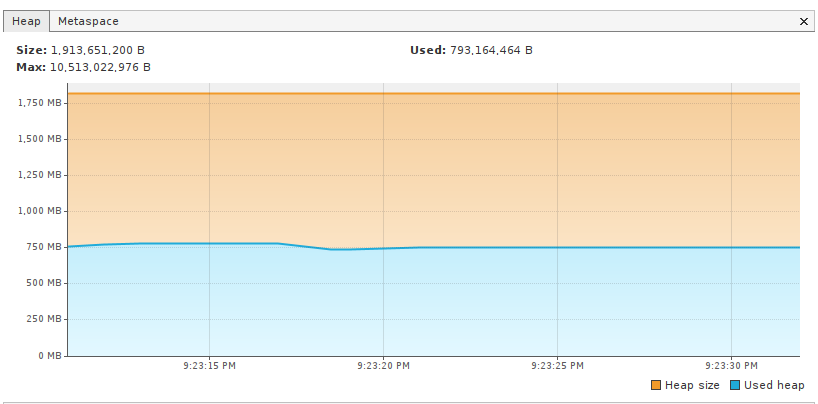 Heap Metaspace ×
Size: 1,913,651,200 B Used: 793,164,464 B
Max: 10,513,022,976 B
1,750 MB
1,500 MB
1,250 MB
1,000 MB
750 MB
500 MB
250 MB
0 MB
9:23:15 PM 9:23:20 PM 9:23:25 PM 9:23:30 PM
Heap size Used heap